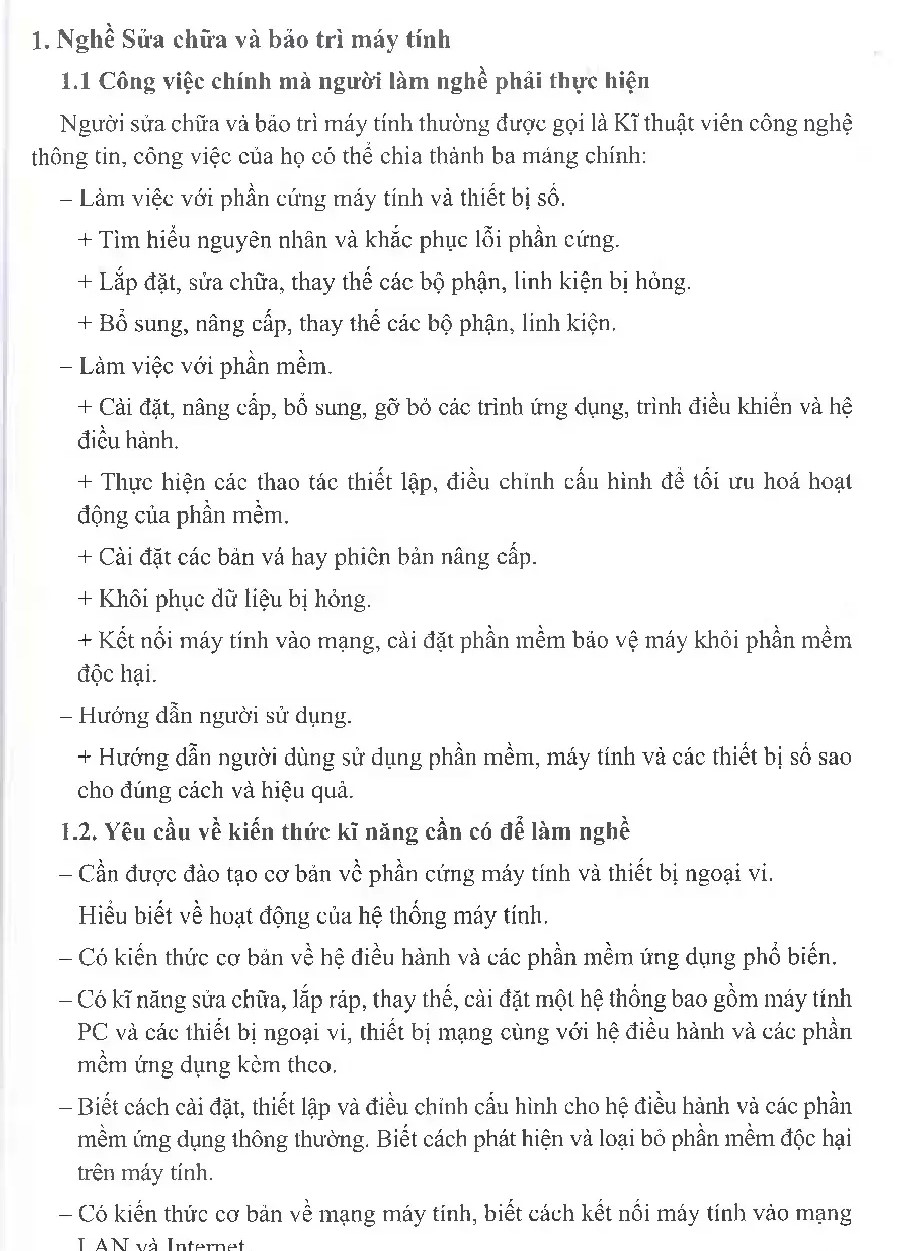 1. Nghề Sửa chữa và bảo trì máy tính
1.1 Công việc chính mà người làm nghề phải thực hiện
Người sửa chữa và bảo trì máy tính thường được gọi là Kĩ thuật viên công nghệ
thông tin, công việc của họ có thể chia thành ba mảng chính:
– Làm việc với phần cứng máy tính và thiết bị số.
+ Tìm hiểu nguyên nhân và khắc phục lỗi phần cứng.
+ Lắp đặt, sửa chữa, thay thế các bộ phận, linh kiện bị hỏng.
+ Bổ sung, nâng cấp, thay thế các bộ phận, linh kiện.
– Làm việc với phần mềm.
+ Cài đặt, nâng cấp, bổ sung, gỡ bỏ các trình ứng dụng, trình điều khiển và hệ
điều hành.
+ Thực hiện các thao tác thiết lập, điều chỉnh cấu hình để tối ưu hoá hoạt
động của phần mềm.
+ Cài đặt các bản vá hay phiên bản nâng cấp.
+ Khôi phục dữ liệu bị hỏng.
+ Kết nối máy tính vào mạng, cài đặt phần mềm bảo vệ máy khỏi phần mềm
độc hại.
– Hướng dẫn người sử dụng.
+ Hướng dẫn người dùng sử dụng phần mềm, máy tính và các thiết bị số sao
cho đúng cách và hiệu quả.
1.2. Yêu cầu về kiến thức kĩ năng cần có để làm nghề
– Cần được đào tạo cơ bản về phần cứng máy tính và thiết bị ngoại vi.
Hiểu biết về hoạt động của hệ thống máy tính.
– Có kiến thức cơ bản về hệ điều hành và các phần mềm ứng dụng phổ biến.
– Có kĩ năng sửa chữa, lắp ráp, thay thế, cài đặt một hệ thống bao gồm máy tính
PC và các thiết bị ngoại vi, thiết bị mạng cùng với hệ điều hành và các phần
mềm ứng dụng kèm theo.
– Biết cách cài đặt, thiết lập và điều chỉnh cấu hình cho hệ điều hành và các phần
mềm ứng dụng thông thường. Biết cách phát hiện và loại bỏ phần mềm độc hại
trên máy tính.
– Có kiến thức cơ bản về mạng máy tính, biết cách kết nối máy tính vào mạng
LAN và Internet.